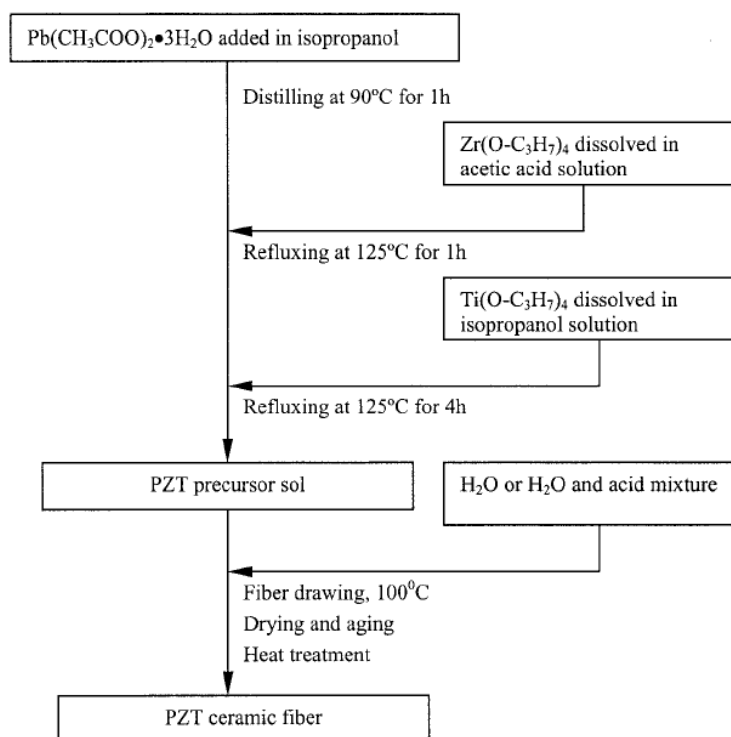 Pb(CH₃COO)₂•3H₂O added in isopropanol
Distilling at 90ºC for 1h
Zr(O-C₃H₇)₄ dissolved in
acetic acid solution
Refluxing at 125ºC for 1h
Ti(O-C₃H₇)₄ dissolved in
isopropanol solution
Refluxing at 125ºC for 4h
PZT precursor sol
H₂O or H₂O and acid mixture
Fiber drawing, 100⁰C
Drying and aging
Heat treatment
PZT ceramic fiber